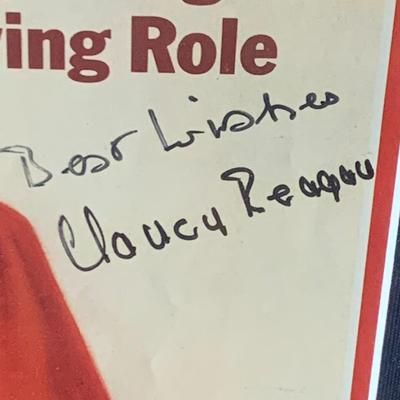 ving Role
Best Wishes
Nancy Reagan